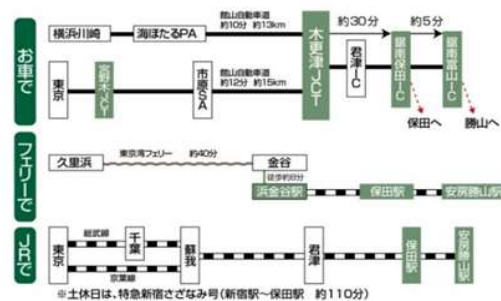 お車で
横浜川崎
海ほたるPA
館山自動車道
約10分 約13km
木更津JCT
約30分
約5分
君津IC
鋸南保田IC
鋸南富山IC
東京
宮野木JCT
市原SA
館山自動車道
約12分 約15km
保田へ
勝山へ
フェリーで
久里浜
東京湾フェリー 約40分
金谷
徒歩約8分
浜金谷駅
保田駅
安房勝山駅
JRで
東京
総武線
千葉
京葉線
蘇我
君津
保田駅
安房勝山駅
※土休日は、特急新宿さざなみ号(新宿駅~保田駅 約110分)